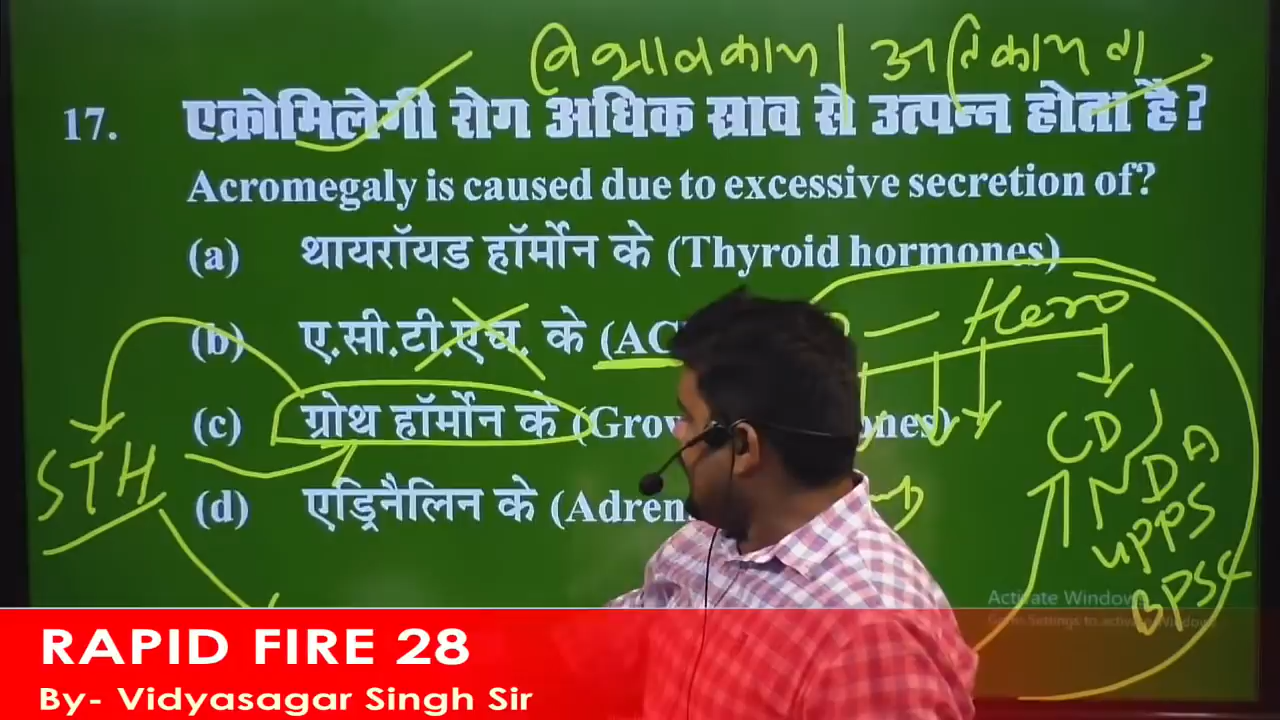 विशालकाय | अतिकायता
17. एक्रोमिलेगी रोग अधिक स्राव से उत्पन्न होता है?
Acromegaly is caused due to excessive secretion of?
(a) थायरॉयड हॉर्मोन के (Thyroid hormones)
(b) ए.सी.टी.एच. के (AC
Hero
(c) ग्रोथ हॉर्मोन के (Grow ones)
CDS
STH
NDA
(d) एड्रिनैलिन के (Adren
UPPS
BPSC
Activate Windows
RAPID FIRE 28
By- Vidyasagar Singh Sir